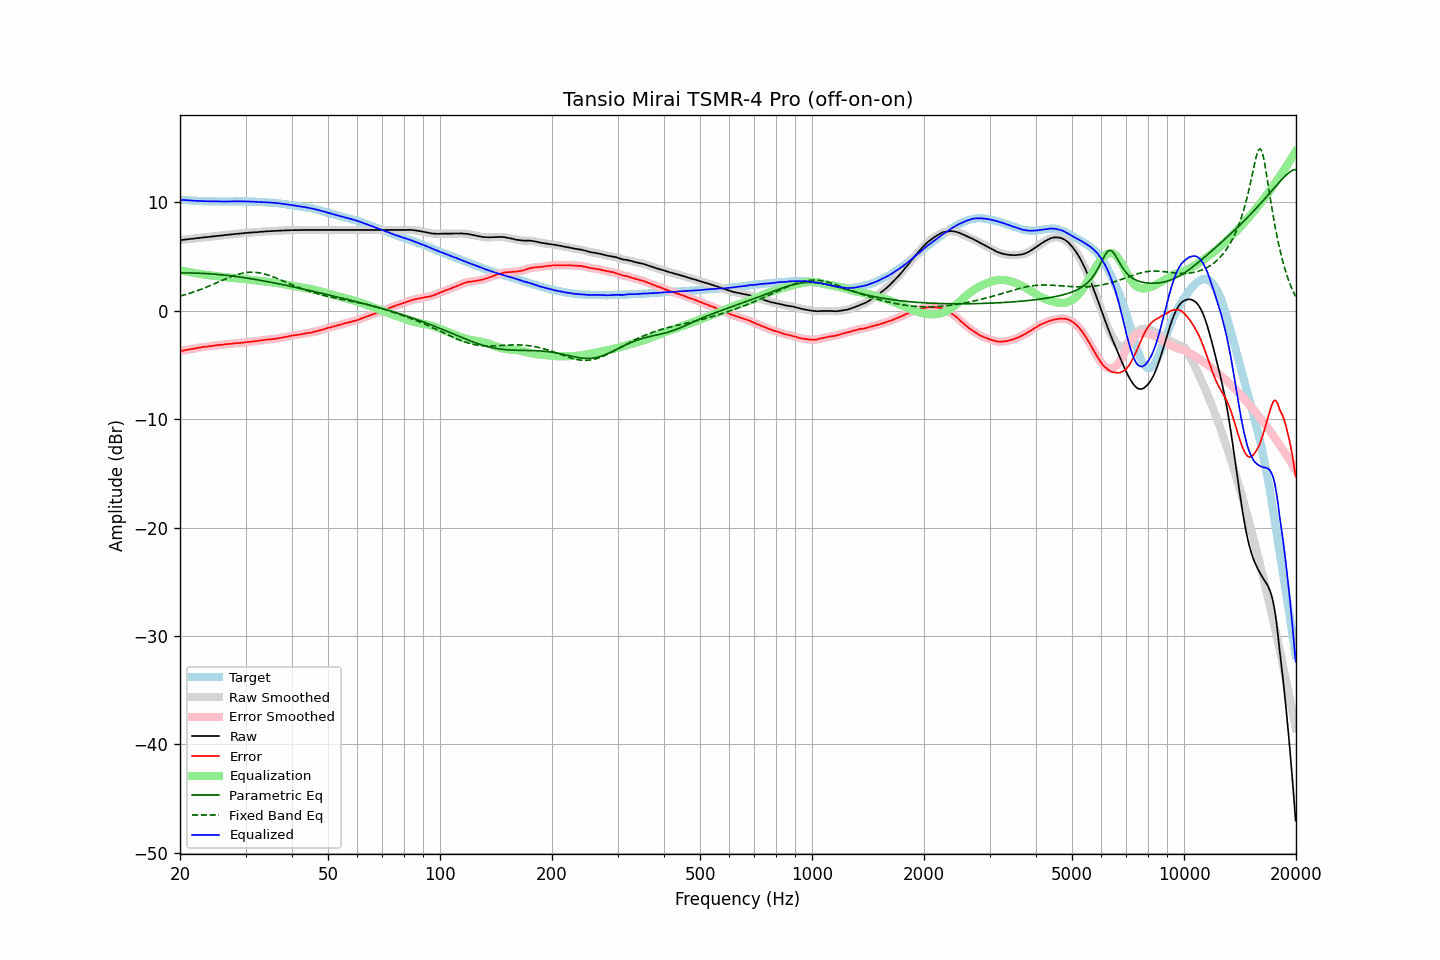 Tansio Mirai TSMR-4 Pro (off-on-on)
Amplitude (dBr)
10
0
−10
−20
−30
−40
−50
Target
Raw Smoothed
Error Smoothed
Raw
Error
Equalization
Parametric Eq
Fixed Band Eq
Equalized
20 50 100 200 500 1000 2000 5000 10000 20000
Frequency (Hz)